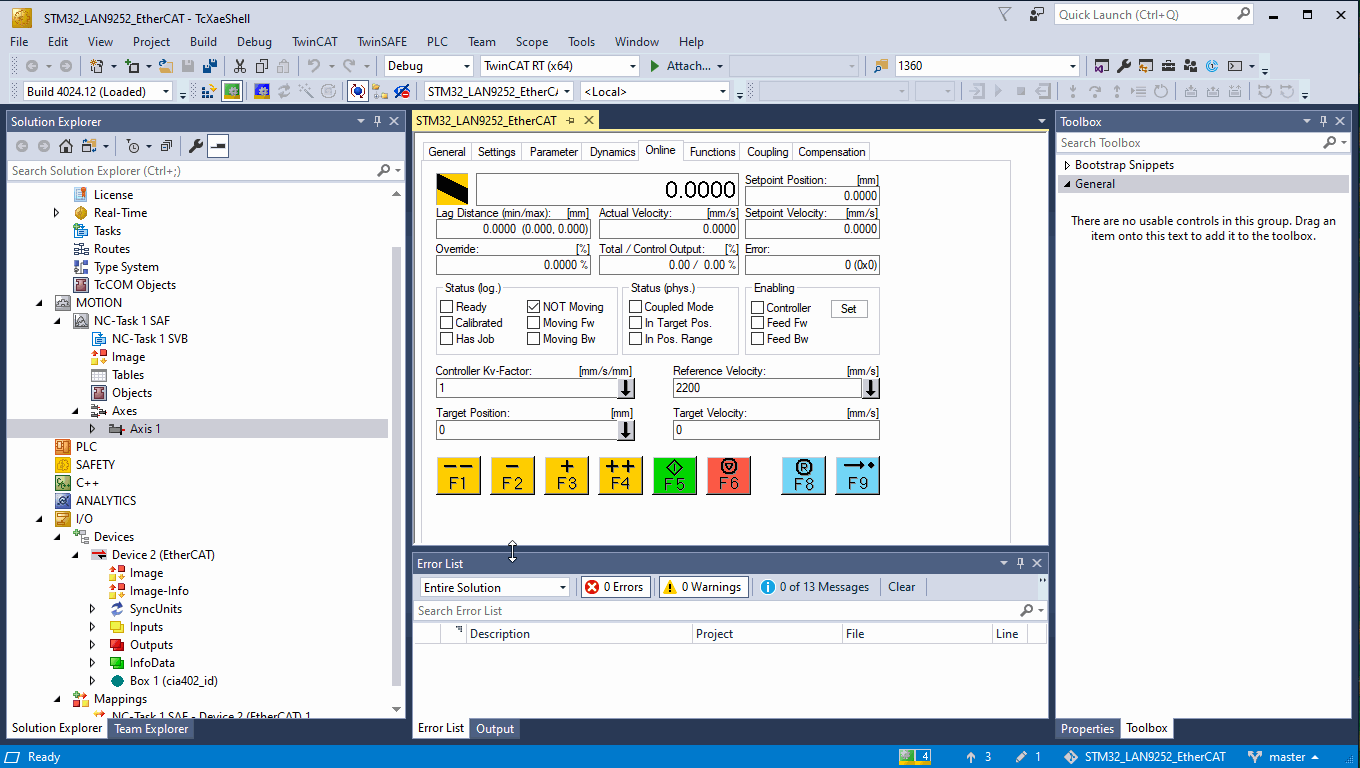 STM32_LAN9252_EtherCAT - TcXaeShell
Quick Launch (Ctrl+Q)
File Edit View Project Build Debug TwinCAT TwinSAFE PLC Team Scope Tools Window Help
Debug TwinCAT RT (x64) Attach... 1360
Build 4024.12 (Loaded) STM32_LAN9252_EtherCA <Local>
Solution Explorer
Search Solution Explorer (Ctrl+;)
License
Real-Time
Tasks
Routes
Type System
TcCOM Objects
MOTION
NC-Task 1 SAF
NC-Task 1 SVB
Image
Tables
Objects
Axes
Axis 1
PLC
SAFETY
C++
ANALYTICS
I/O
Devices
Device 2 (EtherCAT)
Image
Image-Info
SyncUnits
Inputs
Outputs
InfoData
Box 1 (cia402_id)
Mappings
NC-Task 1 SAF - Device 2 (EtherCAT) 1
Solution Explorer Team Explorer
STM32_LAN9252_EtherCAT
General Settings Parameter Dynamics Online Functions Coupling Compensation
0.0000
Setpoint Position: [mm]
0.0000
Lag Distance (min/max): [mm] Actual Velocity: [mm/s] Setpoint Velocity: [mm/s]
0.0000 (0.000, 0.000) 0.0000 0.0000
Override: [%] Total / Control Output: [%] Error:
0.0000 % 0.00 / 0.00 % 0 (0x0)
Status (log.) Status (phys.) Enabling
Ready NOT Moving Coupled Mode Controller Set
Calibrated Moving Fw In Target Pos. Feed Fw
Has Job Moving Bw In Pos. Range Feed Bw
Controller Kv-Factor: [mm/s/mm] Reference Velocity: [mm/s]
1 2200
Target Position: [mm] Target Velocity: [mm/s]
0 0
-- - + ++ I R
F1 F2 F3 F4 F5 F6 F8 F9
Error List
Entire Solution 0 Errors 0 Warnings 0 of 13 Messages Clear
Search Error List
Description Project File Line
Error List Output
Toolbox
Search Toolbox
Bootstrap Snippets
General
There are no usable controls in this group. Drag an
item onto this text to add it to the toolbox.
Properties Toolbox
Ready 4 3 1 STM32_LAN9252_EtherCAT master